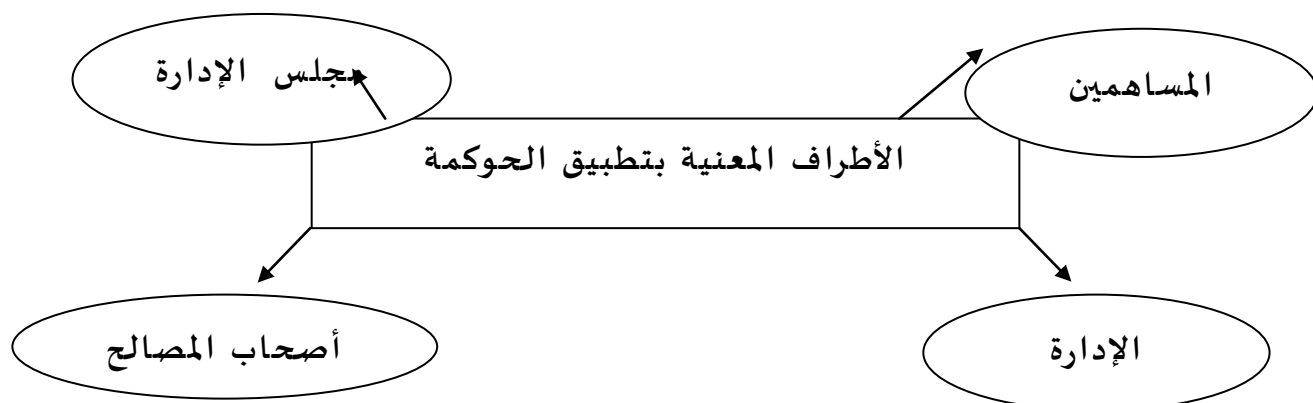 المساهمين
مجلس الإدارة
الأطراف المعنية بتطبيق الحوكمة
الإدارة
أصحاب المصالح